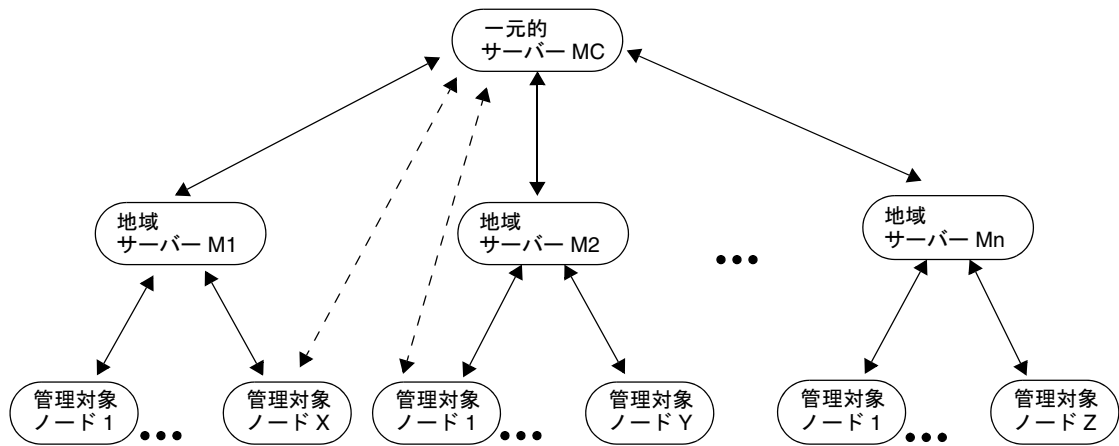 一元的
サーバー MC
地域
サーバー M1
地域
サーバー M2
地域
サーバー Mn
•••
管理対象
ノード 1
•••
管理対象
ノード X
管理対象
ノード 1
•••
管理対象
ノード Y
管理対象
ノード 1
•••
管理対象
ノード Z